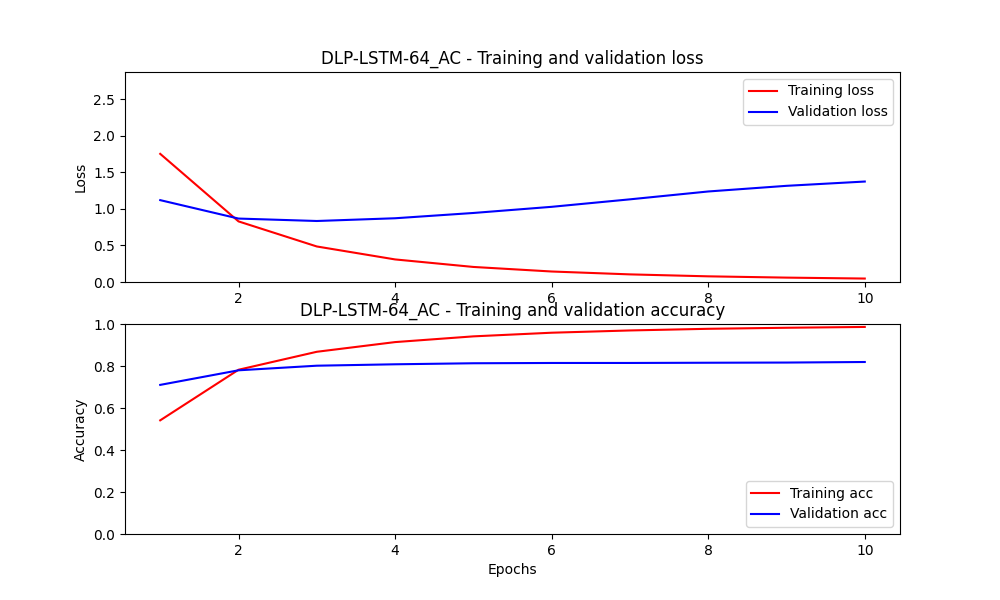 DLP-LSTM-64_AC - Training and validation loss
2.5
2.0
1.5
1.0
0.5
0.0
Loss
Training loss
Validation loss
2 4 6 8 10
DLP-LSTM-64_AC - Training and validation accuracy
1.0
0.8
0.6
0.4
0.2
0.0
Accuracy
Training acc
Validation acc
2 4 6 8 10
Epochs